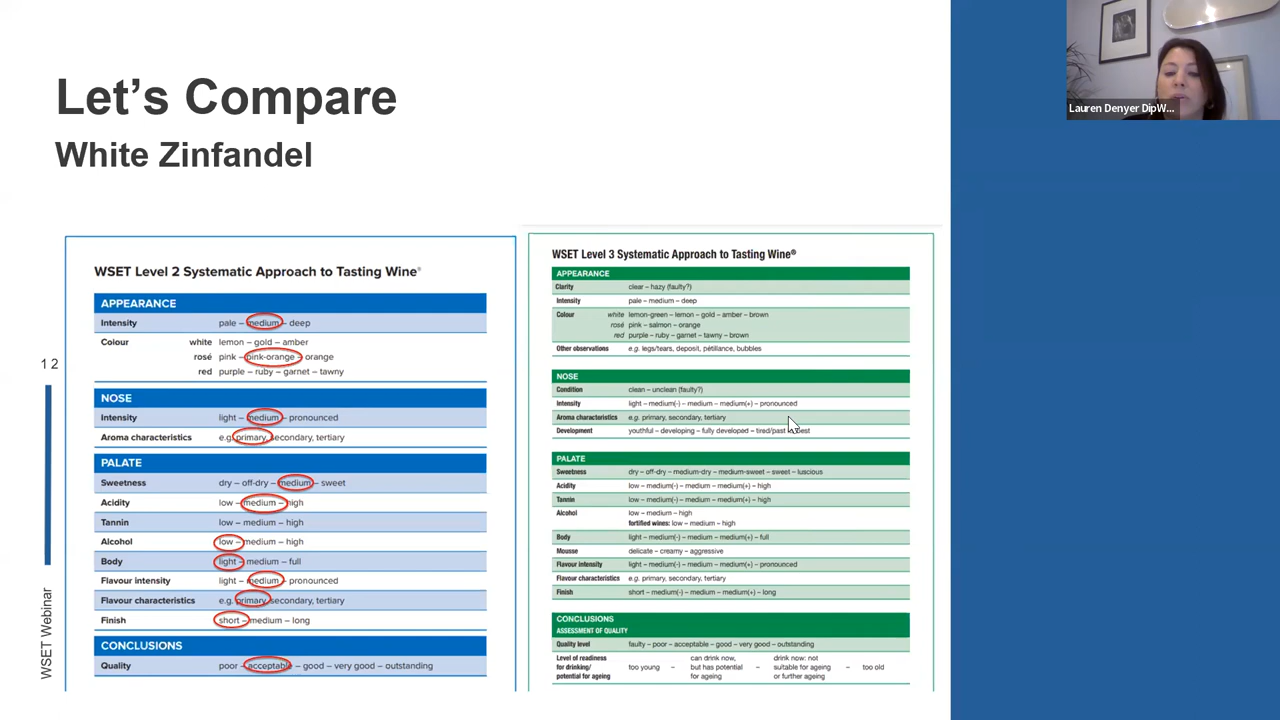 Let's Compare
White Zinfandel
Lauren Denyer DipW...
12
WSET Webinar
WSET Level 2 Systematic Approach to Tasting Wine®
APPEARANCE
Intensity pale – medium – deep
Colour white lemon – gold – amber
rosé pink – pink-orange – orange
red purple – ruby – garnet – tawny
NOSE
Intensity light – medium – pronounced
Aroma characteristics e.g. primary, secondary, tertiary
PALATE
Sweetness dry – off-dry – medium – sweet
Acidity low – medium – high
Tannin low – medium – high
Alcohol low – medium – high
Body light – medium – full
Flavour intensity light – medium – pronounced
Flavour characteristics e.g. primary, secondary, tertiary
Finish short – medium – long
CONCLUSIONS
Quality poor – acceptable – good – very good – outstanding
WSET Level 3 Systematic Approach to Tasting Wine®
APPEARANCE
Clarity clear – hazy (faulty?)
Intensity pale – medium – deep
Colour white lemon-green – lemon – gold – amber – brown
rosé pink – salmon – orange
red purple – ruby – garnet – tawny – brown
Other observations e.g. legs/tears, deposit, pétillance, bubbles
NOSE
Condition clean – unclean (faulty?)
Intensity light – medium(-) – medium – medium(+) – pronounced
Aroma characteristics e.g. primary, secondary, tertiary
Development youthful – developing – fully developed – tired/past
PALATE
Sweetness dry – off-dry – medium-dry – medium-sweet – sweet – luscious
Acidity low – medium(-) – medium – medium(+) – high
Tannin low – medium(-) – medium – medium(+) – high
Alcohol low – medium – high
fortified wines: low – medium – high
Body light – medium(-) – medium – medium(+) – full
Mousse delicate – creamy – aggressive
Flavour intensity light – medium(-) – medium – medium(+) – pronounced
Flavour characteristics e.g. primary, secondary, tertiary
Finish short – medium(-) – medium – medium(+) – long
CONCLUSIONS
ASSESSMENT OF QUALITY
Quality level faulty – poor – acceptable – good – very good – outstanding
Level of readiness can drink now, drink now: not
for drinking/ too young – but has potential – suitable for ageing – too old
potential for ageing for ageing or further ageing